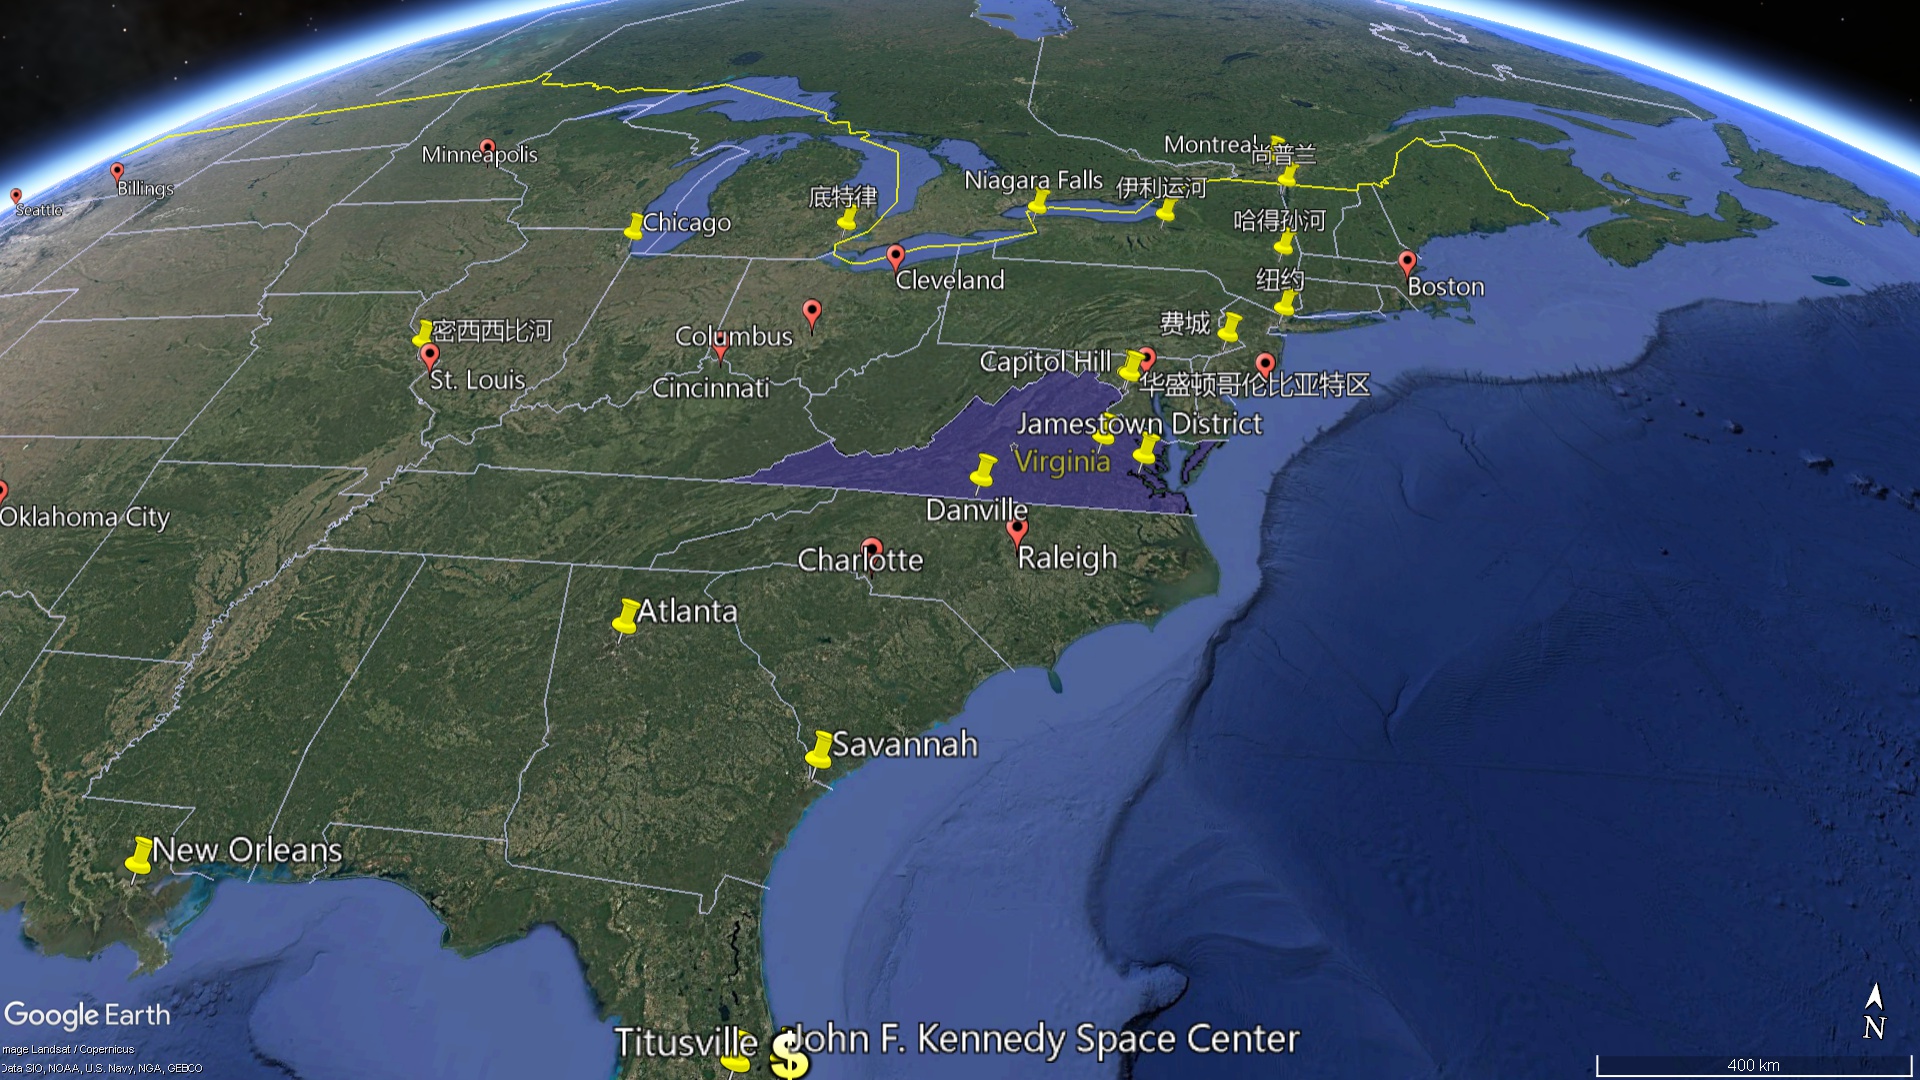 Montreal
尚普兰
Minneapolis
Niagara Falls
伊利运河
Billings
底特律
Seattle
Chicago
哈得孙河
Cleveland
纽约
Boston
密西西比河
费城
Columbus
Capitol Hill
St. Louis
Cincinnati
华盛顿哥伦比亚特区
Jamestown District
Virginia
Danville
Oklahoma City
Charlotte
Raleigh
Atlanta
Savannah
New Orleans
Google Earth
Titusville
John F. Kennedy Space Center
N
mage Landsat / Copernicus
Data SIO, NOAA, U.S. Navy, NGA, GEBCO
400 km